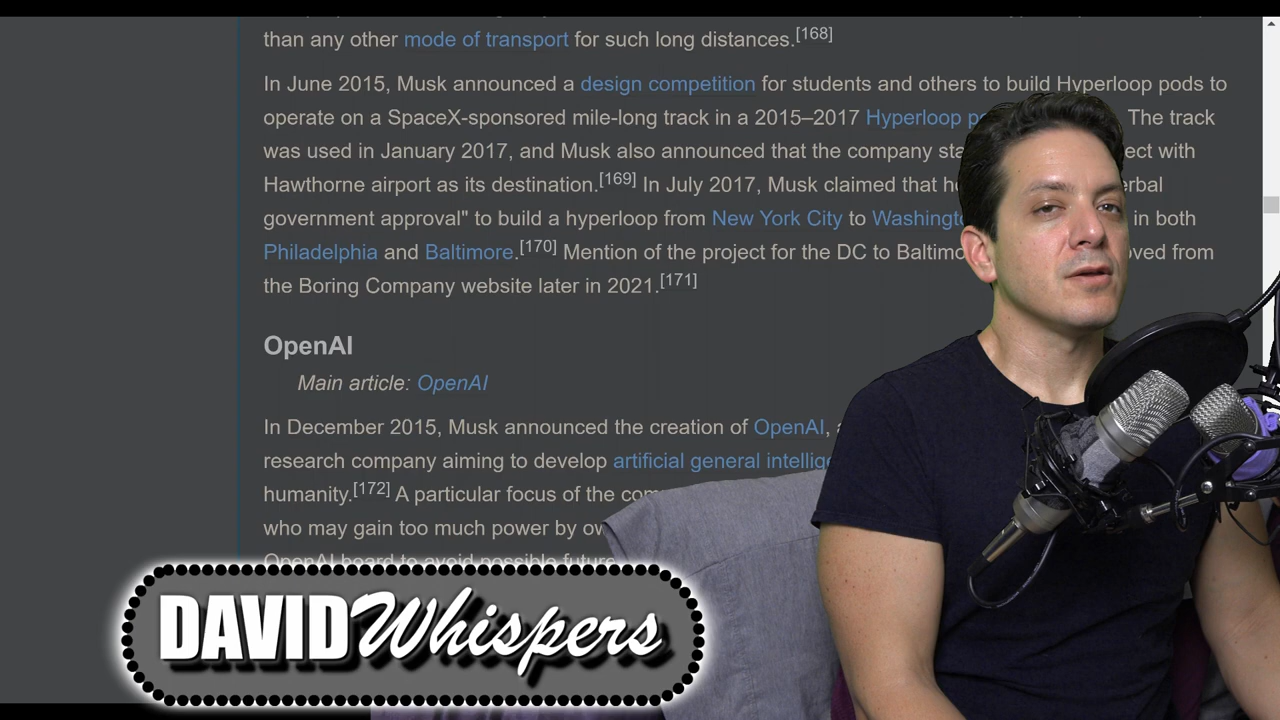 than any other mode of transport for such long distances.[168]
In June 2015, Musk announced a design competition for students and others to build Hyperloop pods to
operate on a SpaceX-sponsored mile-long track in a 2015–2017 Hyperloop The track
was used in January 2017, and Musk also announced that the company with
Hawthorne airport as its destination.[169] In July 2017, Musk claimed that
government approval" to build a hyperloop from New York City to in both
Philadelphia and Baltimore.[170] Mention of the project for the DC to from
the Boring Company website later in 2021.[171]
OpenAI
Main article: OpenAI
In December 2015, Musk announced the creation of OpenAI,
research company aiming to develop artificial general
humanity.[172] A particular focus of the
who may gain too much power by
OpenAI board to avoid possible future
DAVID Whispers